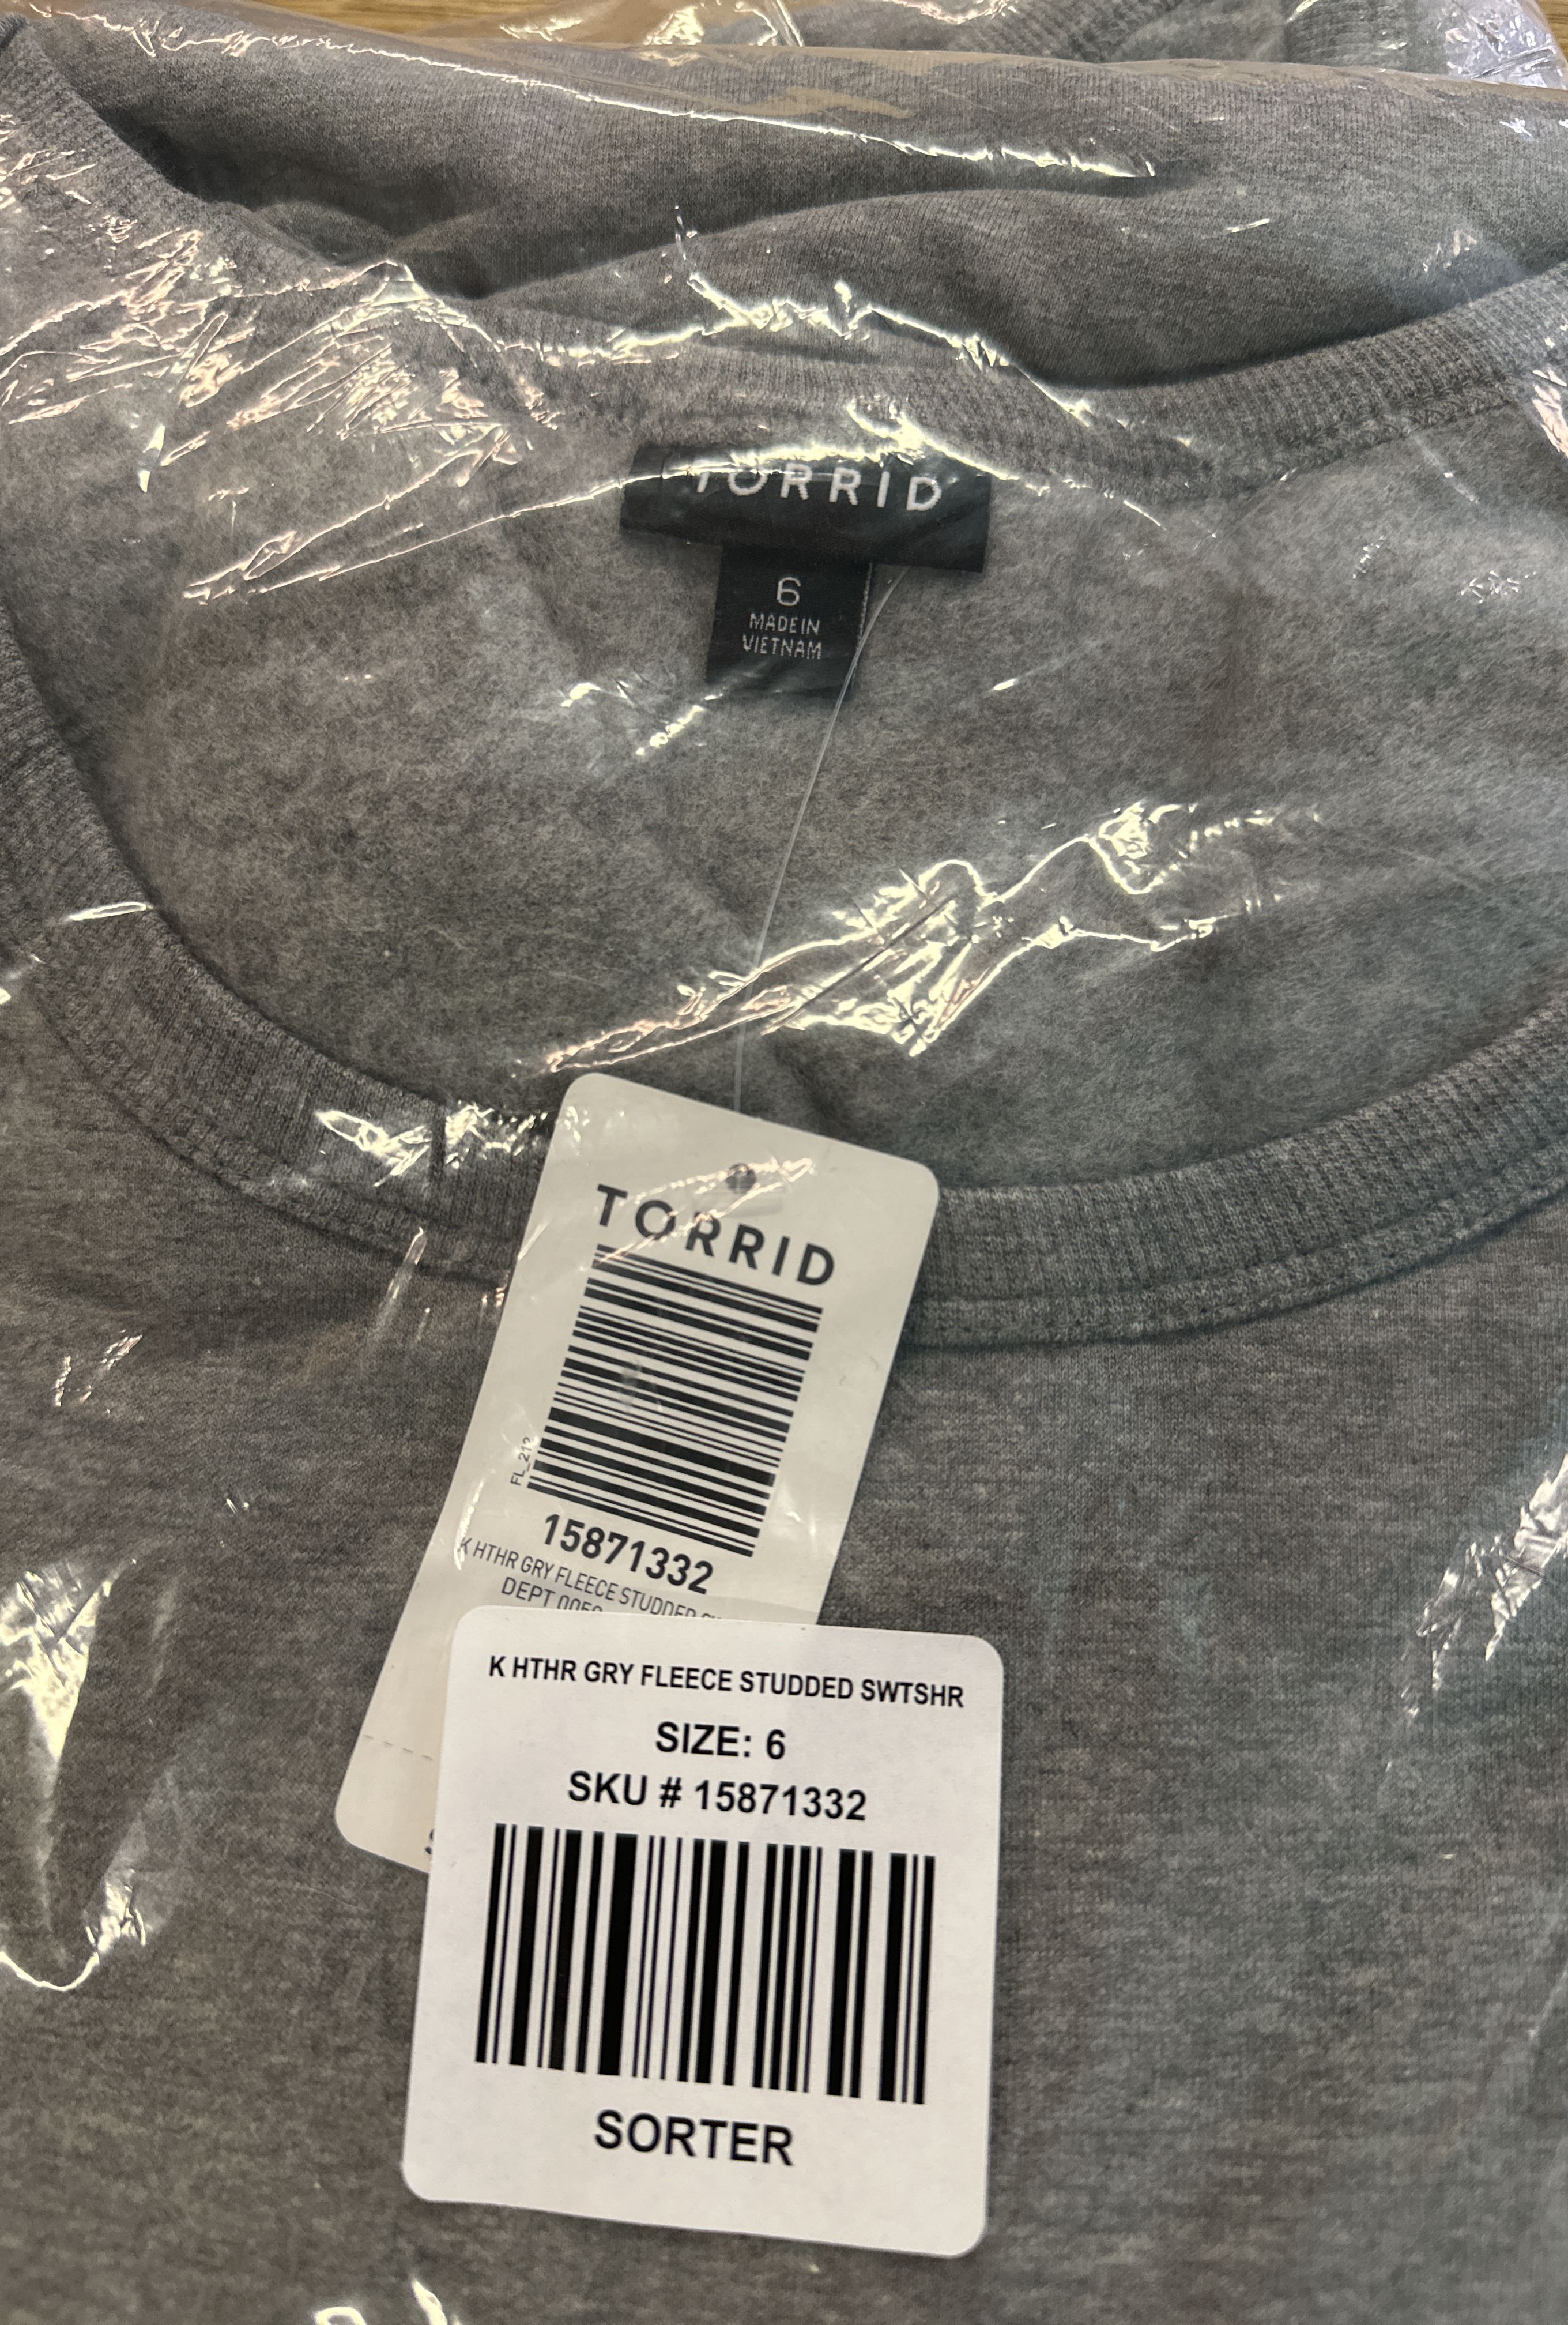 TORRID
6
MADE IN
VIETNAM
TORRID
FL_212
15871332
K HTHR GRY FLEECE STUDDED
DEPT
K HTHR GRY FLEECE STUDDED SWTSHR
SIZE: 6
SKU # 15871332
SORTER